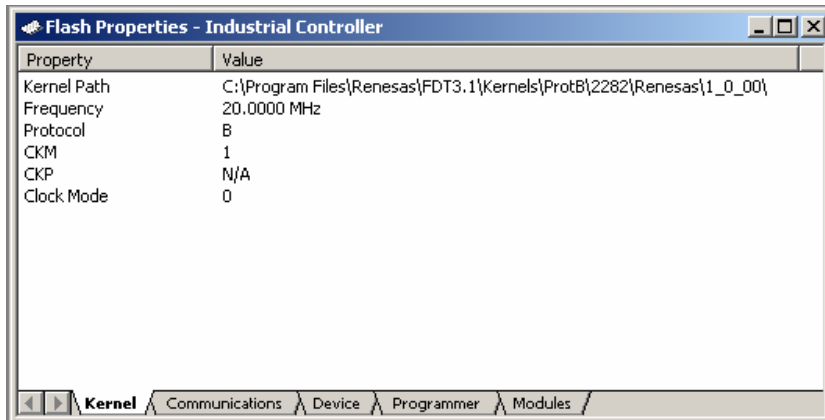 Flash Properties - Industrial Controller
Property Value
Kernel Path C:\Program Files\Renesas\FDT3.1\Kernels\ProtB\2282\Renesas\1_0_00\
Frequency 20.0000 MHz
Protocol B
CKM 1
CKP N/A
Clock Mode 0
Kernel Communications Device Programmer Modules